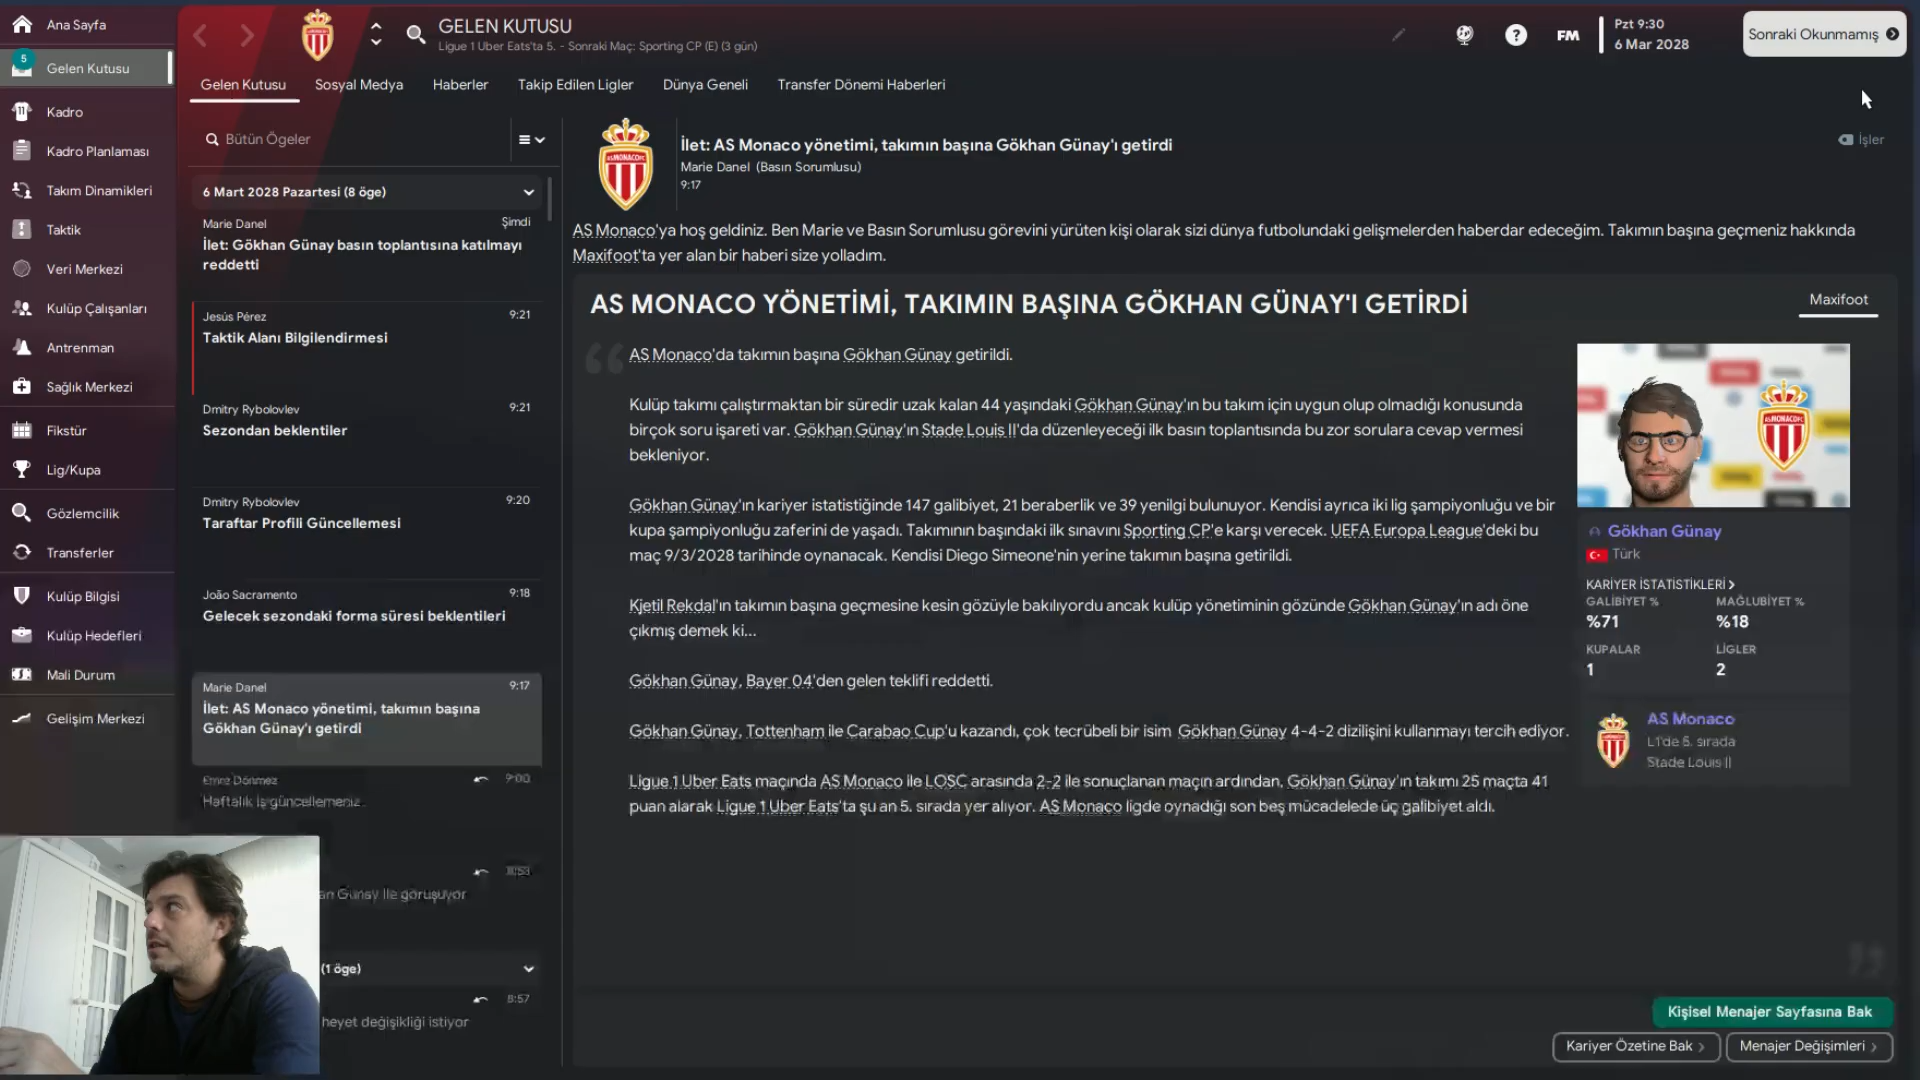 Ana Sayfa
5
Gelen Kutusu
Kadro
Kadro Planlaması
Takım Dinamikleri
Taktik
Veri Merkezi
Kulüp Çalışanları
Antrenman
Sağlık Merkezi
Fikstür
Lig/Kupa
Gözlemcilik
Transferler
Kulüp Bilgisi
Kulüp Hedefleri
Mali Durum
Gelişim Merkezi
GELEN KUTUSU
Ligue 1 Uber Eats'ta 5. - Sonraki Maç: Sporting CP (E) (3 gün)
FM
Pzt 9:30
6 Mar 2028
Sonraki Okunmamış
Gelen Kutusu Sosyal Medya Haberler Takip Edilen Ligler Dünya Geneli Transfer Dönemi Haberleri
Bütün Ögeler
6 Mart 2028 Pazartesi (8 öge)
Marie Danel Şimdi
İlet: Gökhan Günay basın toplantısına katılmayı
reddetti
Jesús Pérez 9:21
Taktik Alanı Bilgilendirmesi
Dmitry Rybolovlev 9:21
Sezondan beklentiler
Dmitry Rybolovlev 9:20
Taraftar Profili Güncellemesi
João Sacramento 9:18
Gelecek sezondaki forma süresi beklentileri
Marie Danel 9:17
İlet: AS Monaco yönetimi, takımın başına
Gökhan Günay'ı getirdi
Emre Dönmez 9:00
Haftalık iş güncellemeniz
8:53
an Günay ile görüşüyor
(1 öge)
8:57
heyet değişikliği istiyor
İlet: AS Monaco yönetimi, takımın başına Gökhan Günay'ı getirdi
Marie Danel (Basın Sorumlusu)
9:17
İşler
AS Monaco'ya hoş geldiniz. Ben Marie ve Basın Sorumlusu görevini yürüten kişi olarak sizi dünya futbolundaki gelişmelerden haberdar edeceğim. Takımın başına geçmeniz hakkında
Maxifoot'ta yer alan bir haberi size yolladım.
AS MONACO YÖNETİMİ, TAKIMIN BAŞINA GÖKHAN GÜNAY'I GETİRDİ
Maxifoot
AS Monaco'da takımın başına Gökhan Günay getirildi.
Kulüp takımı çalıştırmaktan bir süredir uzak kalan 44 yaşındaki Gökhan Günay'ın bu takım için uygun olup olmadığı konusunda
birçok soru işareti var. Gökhan Günay'ın Stade Louis II'da düzenleyeceği ilk basın toplantısında bu zor sorulara cevap vermesi
bekleniyor.
Gökhan Günay'ın kariyer istatistiğinde 147 galibiyet, 21 beraberlik ve 39 yenilgi bulunuyor. Kendisi ayrıca iki lig şampiyonluğu ve bir
kupa şampiyonluğu zaferini de yaşadı. Takımının başındaki ilk sınavını Sporting CP'e karşı verecek. UEFA Europa League'deki bu
maç 9/3/2028 tarihinde oynanacak. Kendisi Diego Simeone'nin yerine takımın başına getirildi.
Kjetil Rekdal'ın takımın başına geçmesine kesin gözüyle bakılıyordu ancak kulüp yönetiminin gözünde Gökhan Günay'ın adı öne
çıkmış demek ki...
Gökhan Günay, Bayer 04'den gelen teklifi reddetti.
Gökhan Günay, Tottenham ile Carabao Cup'u kazandı, çok tecrübeli bir isim Gökhan Günay 4-4-2 dizilişini kullanmayı tercih ediyor.
Ligue 1 Uber Eats maçında AS Monaco ile LOSC arasında 2-2 ile sonuçlanan maçın ardından, Gökhan Günay'ın takımı 25 maçta 41
puan alarak Ligue 1 Uber Eats'ta şu an 5. sırada yer alıyor. AS Monaco ligde oynadığı son beş mücadelede üç galibiyet aldı.
Gökhan Günay
Türk
KARİYER İSTATİSTİKLERİ
GALİBİYET % MAĞLUBİYET %
%71 %18
KUPALAR LİGLER
1 2
AS Monaco
L1'de 5. sırada
Stade Louis II
Kişisel Menajer Sayfasına Bak
Kariyer Özetine Bak Menajer Değişimleri